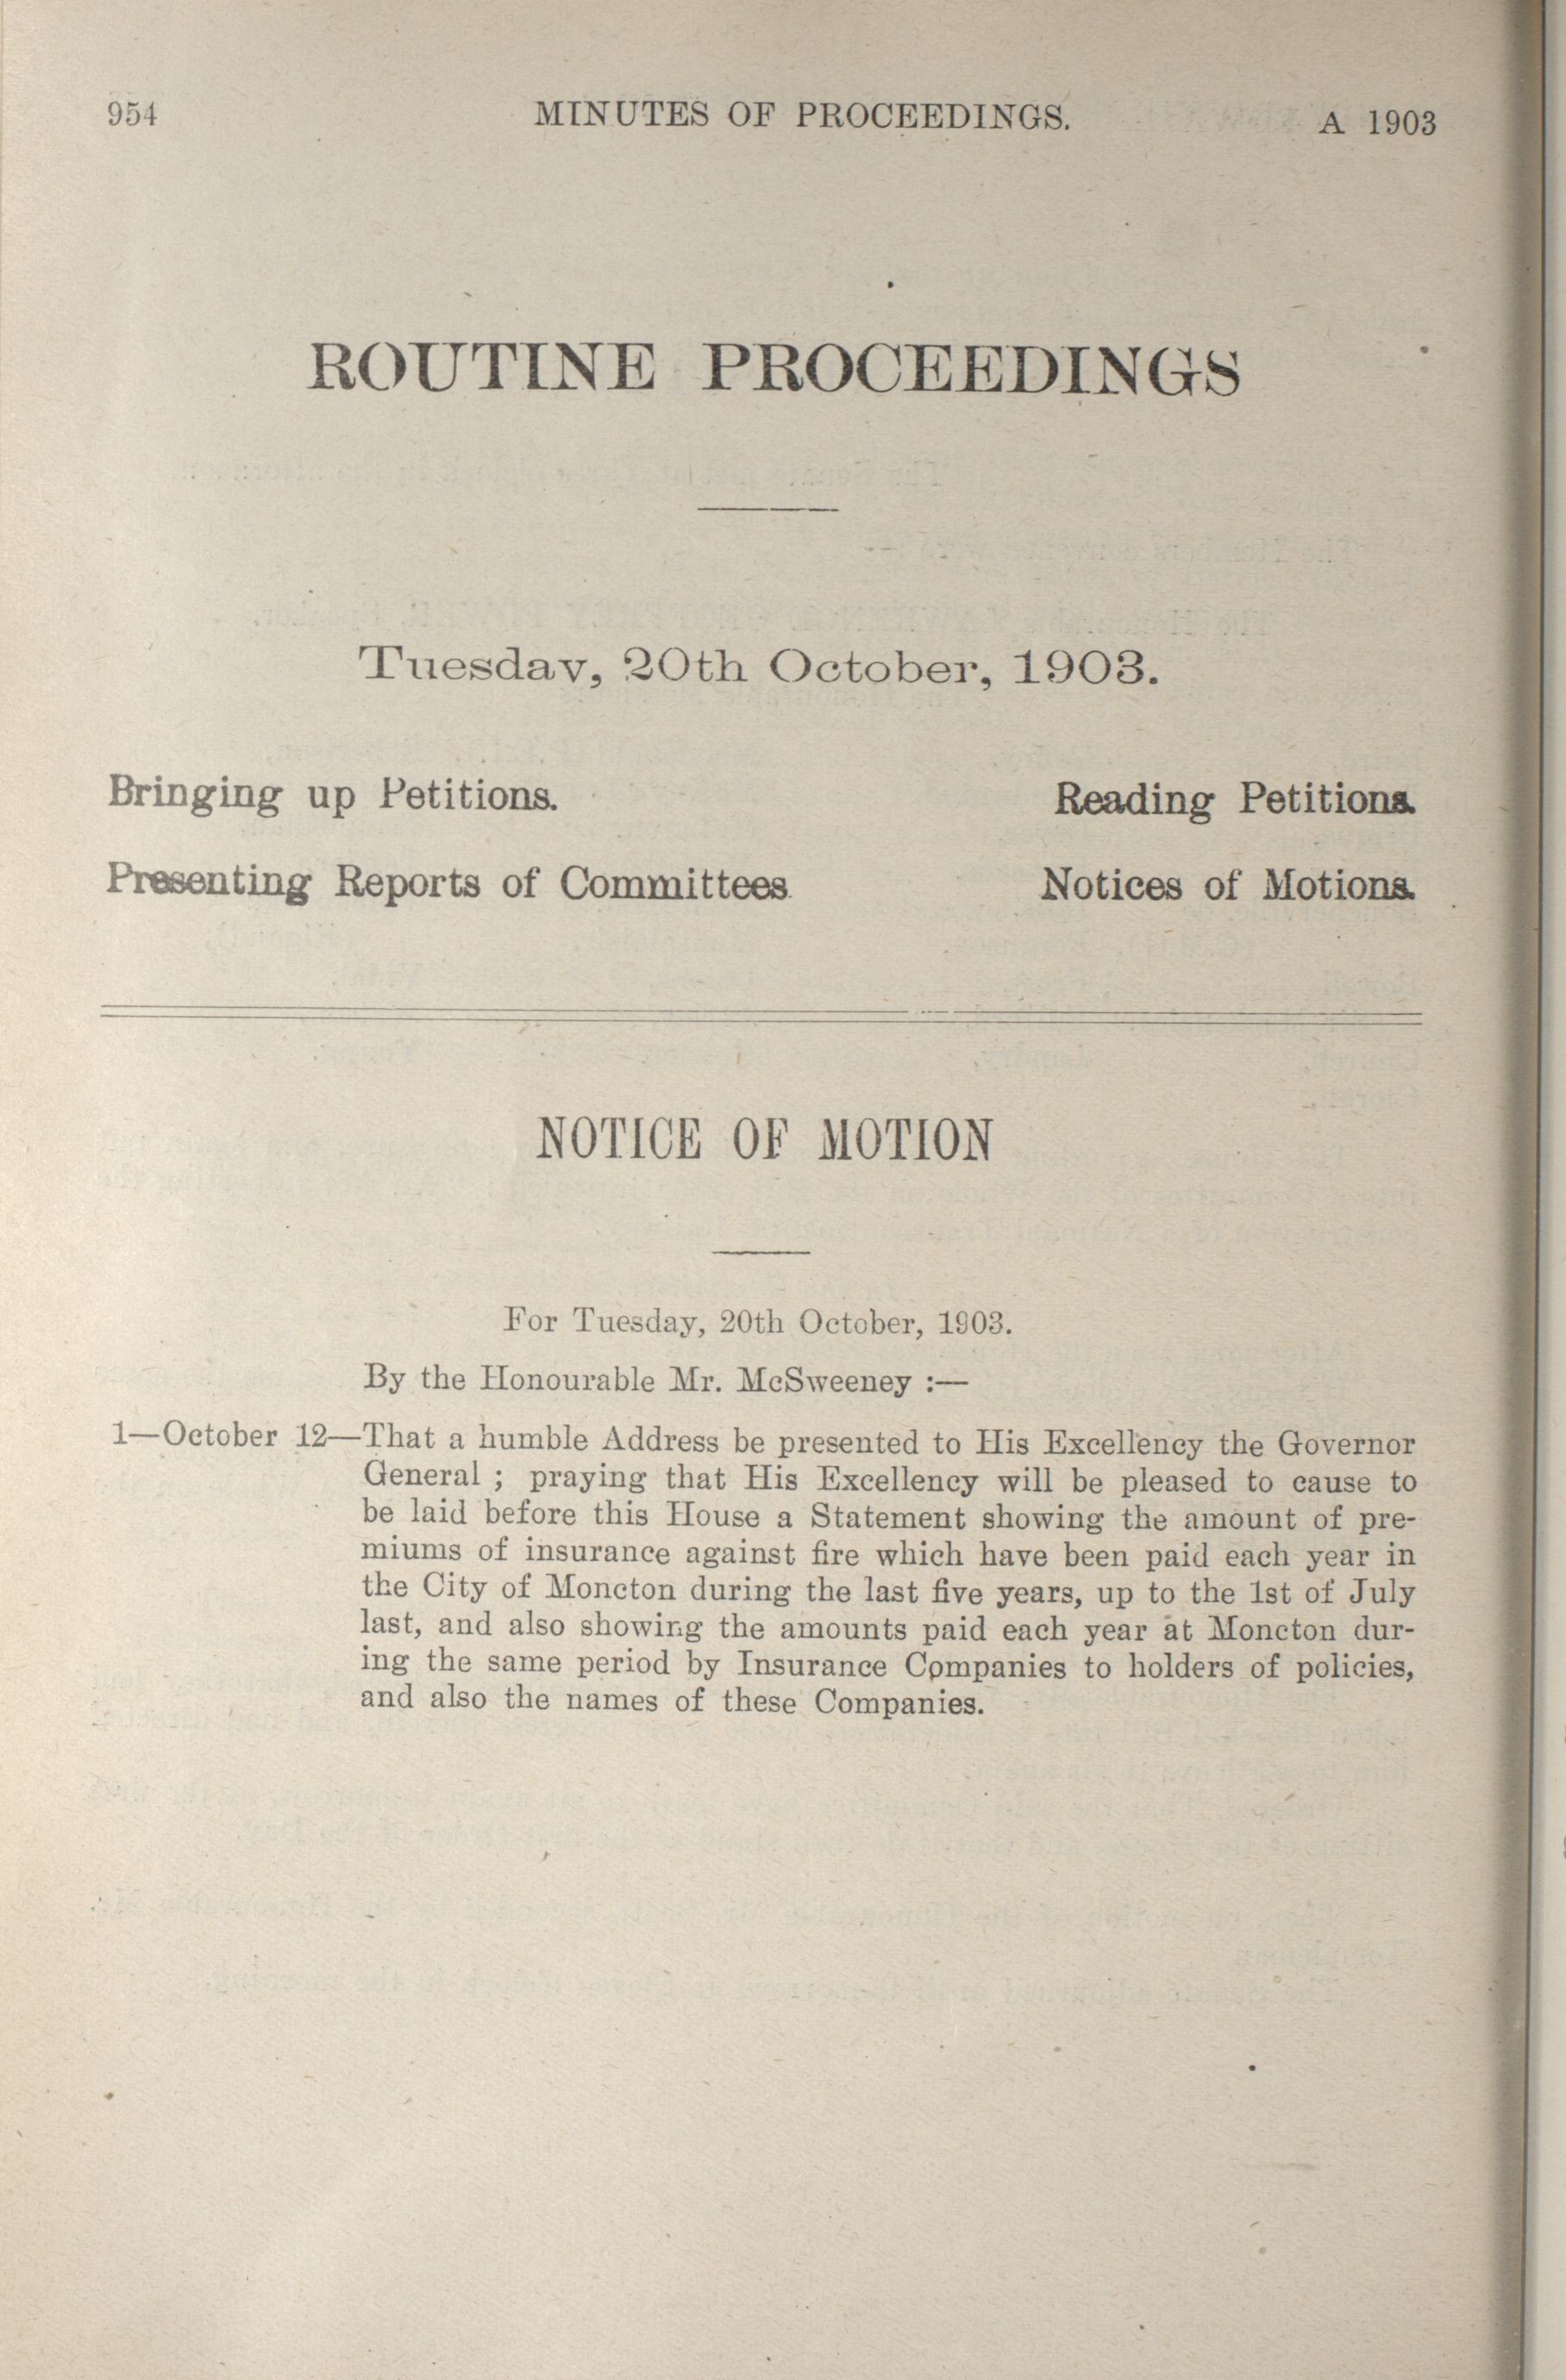 954 MINUTES OF PROCEEDINGS. A 1903
ROUTINE PROCEEDINGS
Tuesday, 20th October, 1903.
Bringing up Petitions. Reading Petitions.
Presenting Reports of Committees. Notices of Motions.
NOTICE OF MOTION
For Tuesday, 20th October, 1903.
By the Honourable Mr. McSweeney :—
1—October 12—That a humble Address be presented to His Excellency the Governor
General ; praying that His Excellency will be pleased to cause to
be laid before this House a Statement showing the amount of pre-
miums of insurance against fire which have been paid each year in
the City of Moncton during the last five years, up to the 1st of July
last, and also showing the amounts paid each year at Moncton dur-
ing the same period by Insurance Companies to holders of policies,
and also the names of these Companies.